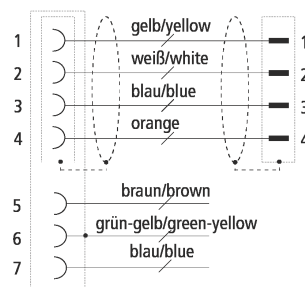 gelb/yellow
1 1
weiß/white
2 2
blau/blue
3 3
orange
4 4
braun/brown
5
grün-gelb/green-yellow
6
blau/blue
7